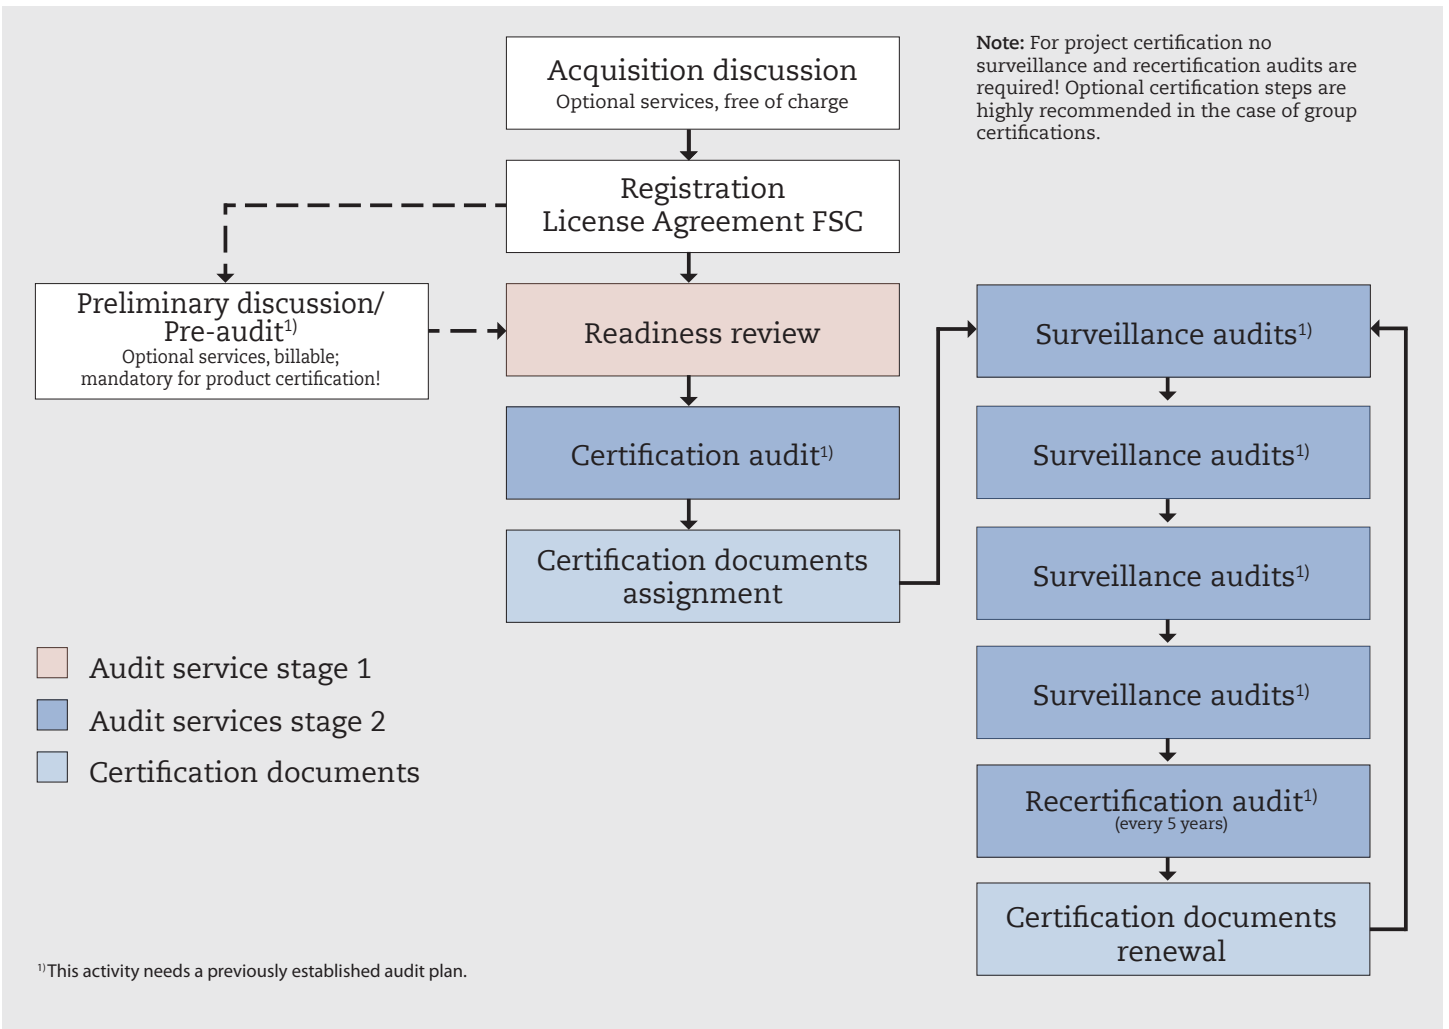 Acquisition discussion
Optional services, free of charge
Note: For project certification no
surveillance and recertification audits are
required! Optional certification steps are
highly recommended in the case of group
certifications.
Registration
License Agreement FSC
Preliminary discussion/
Pre-audit1)
Optional services, billable;
mandatory for product certification!
Readiness review
Certification audit1)
Certification documents
assignment
Surveillance audits1)
Surveillance audits1)
Surveillance audits1)
Surveillance audits1)
Recertification audit1)
(every 5 years)
Certification documents
renewal
Audit service stage 1
Audit services stage 2
Certification documents
1)This activity needs a previously established audit plan.